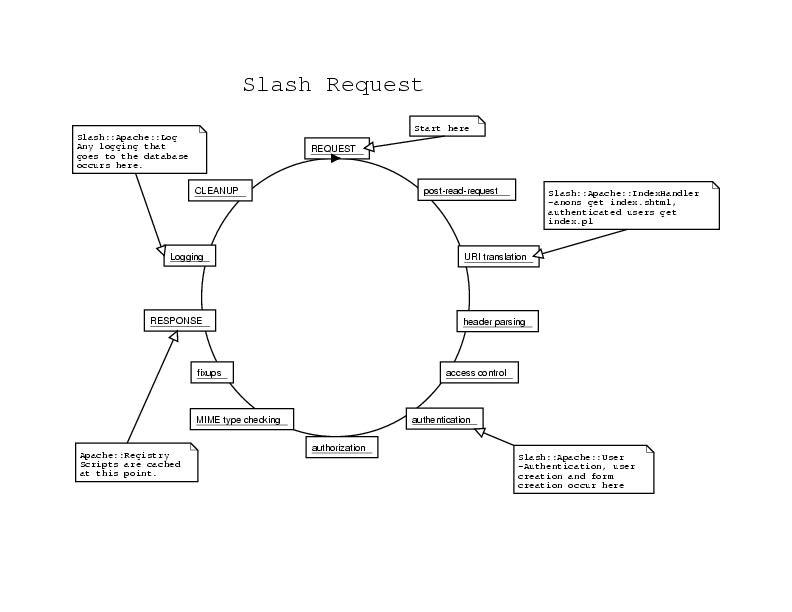 Slash Request
Start here
REQUEST
Slash::Apache::Log
Any logging that
goes to the database
occurs here.
CLEANUP
post-read-request
Slash::Apache::IndexHandler
-anons get index.shtml,
authenticated users get
index.pl
Logging
URI translation
RESPONSE
header parsing
fixups
access control
MIME type checking
authentication
authorization
Apache::Registry
Scripts are cached
at this point.
Slash::Apache::User
-Authentication, user
creation and form
creation occur here